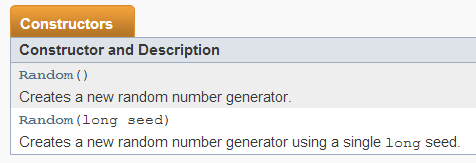 Constructors
Constructor and Description
Random()
Creates a new random number generator.
Random(long seed)
Creates a new random number generator using a single long seed.